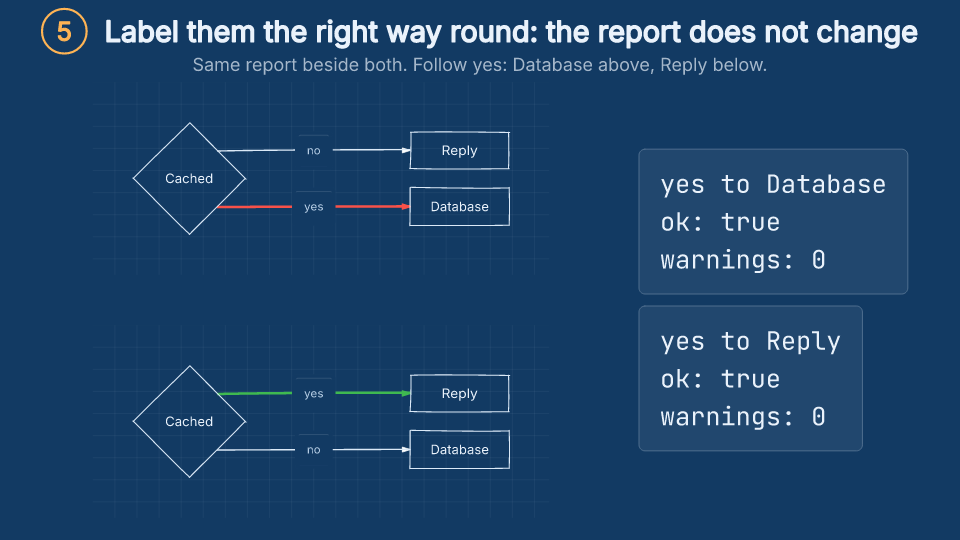 5
Label them the right way round: the report does not change
Same report beside both. Follow yes: Database above, Reply below.
Cached
no
Reply
yes
Database
yes to Database
ok: true
warnings: 0
yes to Reply
ok: true
warnings: 0
Cached
yes
Reply
no
Database